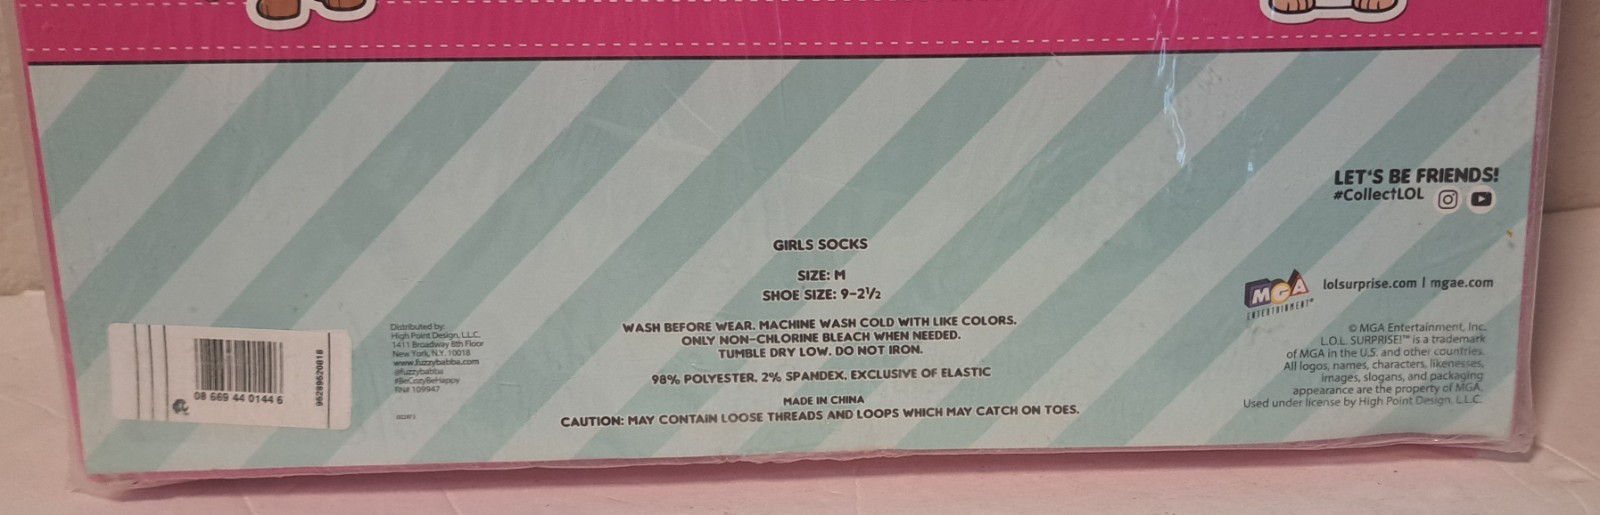 LET'S BE FRIENDS!
#CollectLOL
GIRLS SOCKS
SIZE: M
SHOE SIZE: 9-2½
WASH BEFORE WEAR. MACHINE WASH COLD WITH LIKE COLORS.
ONLY NON-CHLORINE BLEACH WHEN NEEDED.
TUMBLE DRY LOW. DO NOT IRON.
98% POLYESTER, 2% SPANDEX, EXCLUSIVE OF ELASTIC
MADE IN CHINA
CAUTION: MAY CONTAIN LOOSE THREADS AND LOOPS WHICH MAY CATCH ON TOES.
Distributed by:
High Point Design, L.L.C.
1411 Broadway 8th Floor
New York, N.Y. 10018
www.fuzzybabba.com
@fuzzybabba
#BeCozyBeHappy
RN# 109947
08 669 44 0144 6
MGA
ENTERTAINMENT
lolsurprise.com | mgae.com
© MGA Entertainment, Inc.
L.O.L. SURPRISE!™ is a trademark
of MGA in the U.S. and other countries.
All logos, names, characters, likenesses,
images, slogans, and packaging
appearance are the property of MGA.
Used under license by High Point Design, L.L.C.